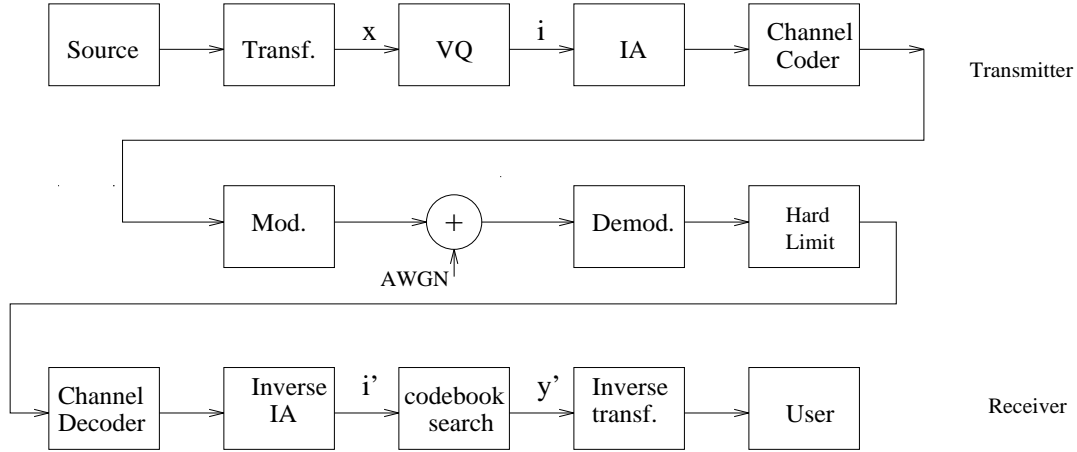 x
i
Source
Transf.
VQ
IA
Channel
Coder
Transmitter
Mod.
+
Demod.
Hard
Limit
AWGN
i'
y'
Channel
Decoder
Inverse
IA
codebook
search
Inverse
transf.
User
Receiver